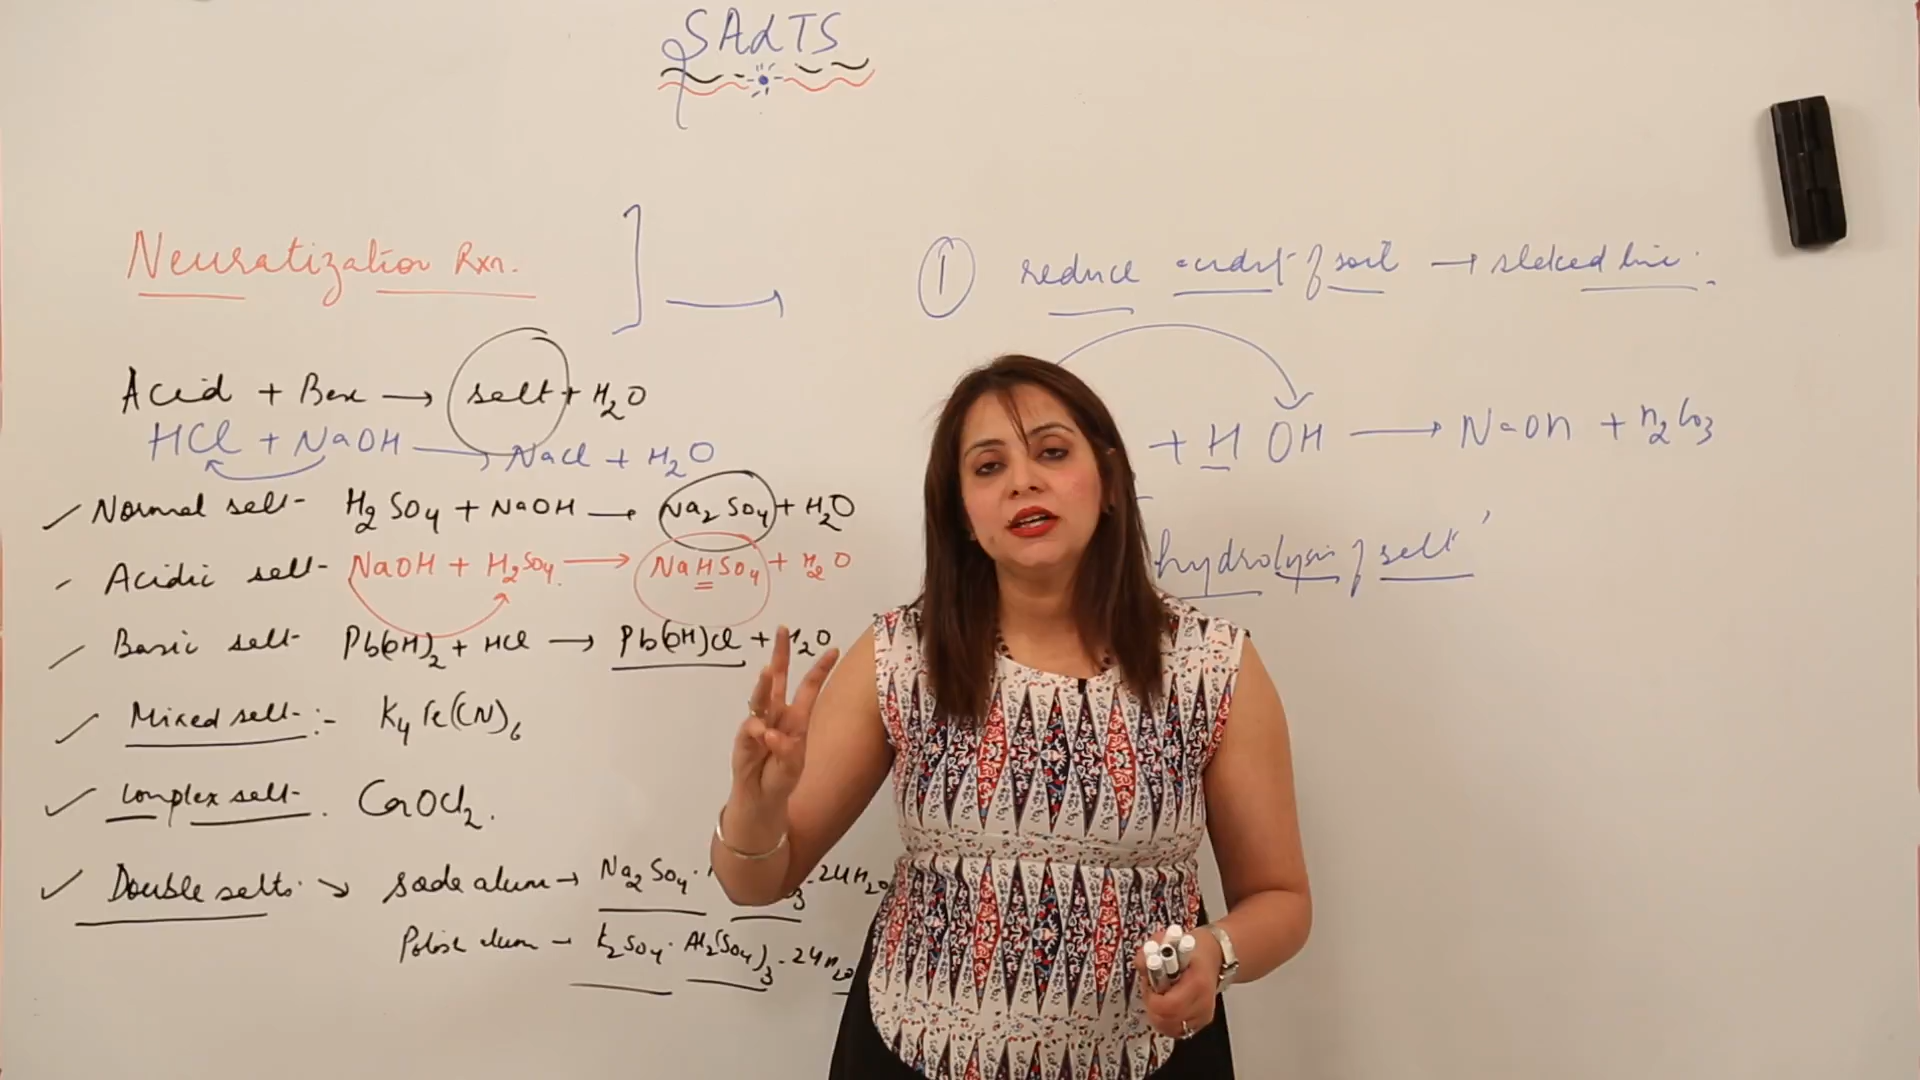 SALTS
Neuratization Rxn.
Acid + Base → salt + H2O
HCl + NaOH → NaCl + H2O
✓ Normal salt- H2SO4 + NaOH → Na2SO4 + H2O
Acidic salt- NaOH + H2SO4. → NaHSO4 + H2O
Basic salt- Pb(OH)2 + HCl → Pb(OH)Cl + H2O
✓ Mixed salt- :- K4Fe(CN)6
✓ Complex salt-. CaOCl2.
✓ Double salts. → soda alum → Na2SO4. 3.24H2O
Potash alum → K2SO4. Al2(SO4)3.24H2O
① reduce acidity of soil → slaked lime.
+ H OH → NaOH + H2CO3
hydrolysis of salt'